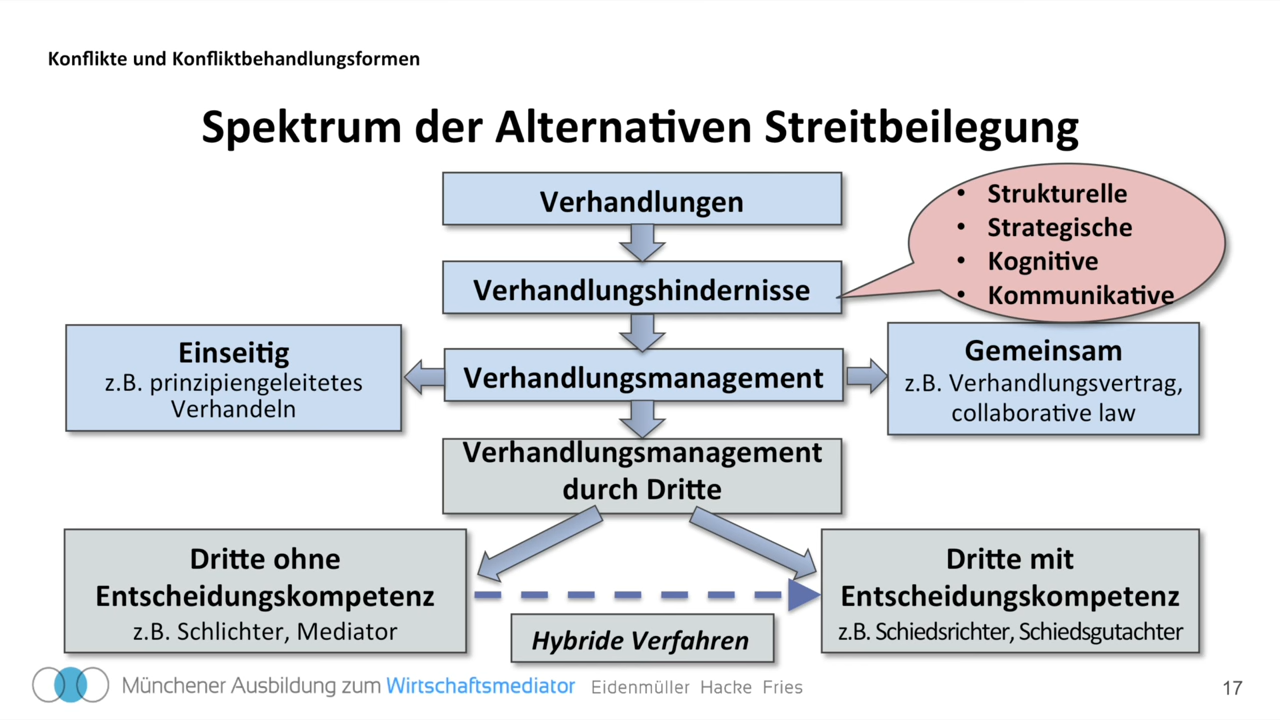 Konflikte und Konfliktbehandlungsformen
Spektrum der Alternativen Streitbeilegung
Verhandlungen
• Strukturelle
• Strategische
• Kognitive
• Kommunikative
Verhandlungshindernisse
Einseitig
z.B. prinzipiengeleitetes
Verhandeln
Verhandlungsmanagement
Gemeinsam
z.B. Verhandlungsvertrag,
collaborative law
Verhandlungsmanagement
durch Dritte
Dritte ohne
Entscheidungskompetenz
z.B. Schlichter, Mediator
Hybride Verfahren
Dritte mit
Entscheidungskompetenz
z.B. Schiedsrichter, Schiedsgutachter
Münchener Ausbildung zum Wirtschaftsmediator Eidenmüller Hacke Fries
17